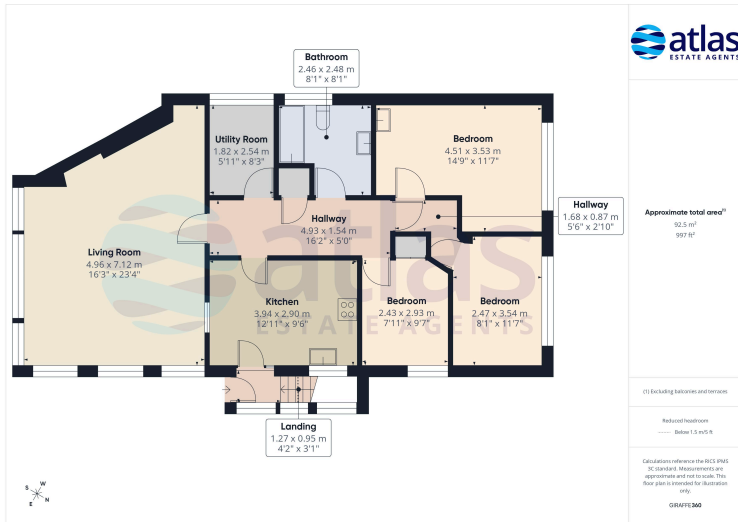 Bathroom
2.46 x 2.48 m
8'1" x 8'1"
Utility Room
1.82 x 2.54 m
5'11" x 8'3"
Bedroom
4.51 x 3.53 m
14'9" x 11'7"
Hallway
1.68 x 0.87 m
5'6" x 2'10"
Hallway
4.93 x 1.54 m
16'2" x 5'0"
Living Room
4.96 x 7.12 m
16'3" x 23'4"
Kitchen
3.94 x 2.90 m
12'11" x 9'6"
Bedroom
2.43 x 2.93 m
7'11" x 9'7"
Bedroom
2.47 x 3.54 m
8'1" x 11'7"
Landing
1.27 x 0.95 m
4'2" x 3'1"
atlas
ESTATE AGENTS
S W
E N
atlas
ESTATE AGENTS
Approximate total area(1)
92.5 m²
997 ft²
(1) Excluding balconies and terraces
Reduced headroom
Below 1.5 m/5 ft
Calculations reference the RICS IPMS
3C standard. Measurements are
approximate and not to scale. This
floor plan is intended for illustration
only.
GIRAFFE360